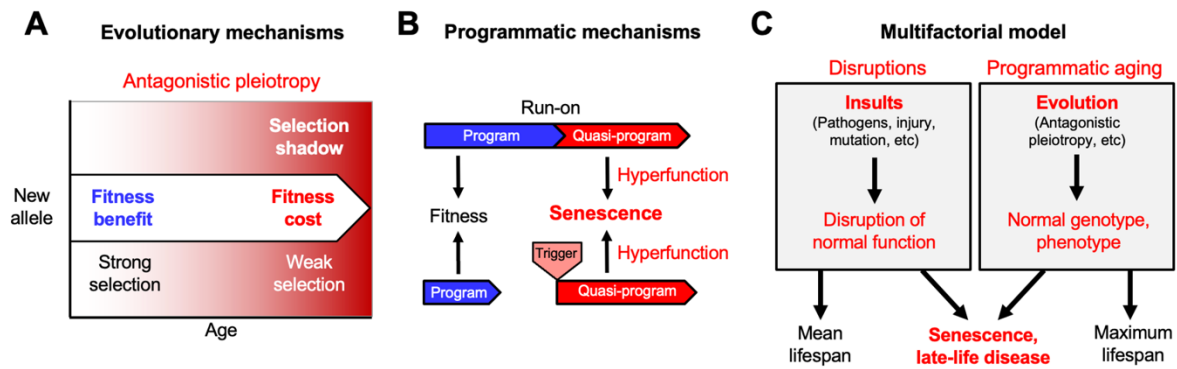 A
Evolutionary mechanisms
Antagonistic pleiotropy
Selection
shadow
New
allele
Fitness
benefit
Fitness
cost
Strong
selection
Weak
selection
Age
B
Programmatic mechanisms
Run-on
Program
Quasi-program
Hyperfunction
Fitness
Senescence
Trigger
Hyperfunction
Program
Quasi-program
C
Multifactorial model
Disruptions
Programmatic aging
Insults
(Pathogens, injury,
mutation, etc)
Disruption of
normal function
Evolution
(Antagonistic
pleiotropy, etc)
Normal genotype,
phenotype
Mean
lifespan
Senescence,
late-life disease
Maximum
lifespan